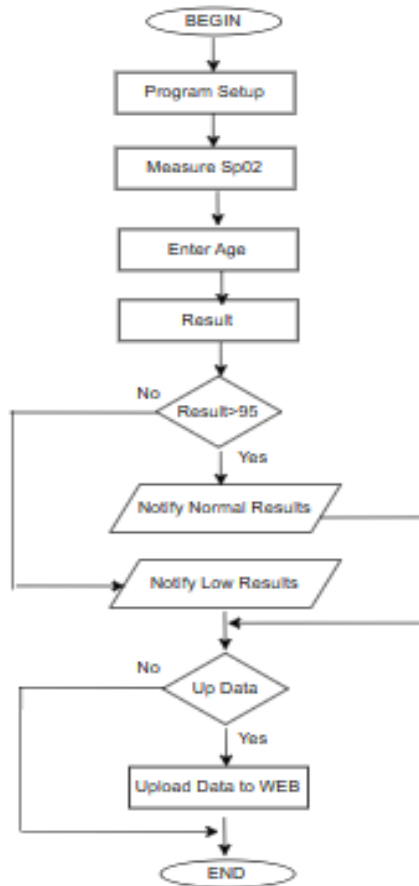 BEGIN
Program Setup
Measure Sp02
Enter Age
Result
No
Result>95
Yes
Notify Normal Results
Notify Low Results
No
Up Data
Yes
Upload Data to WEB
END